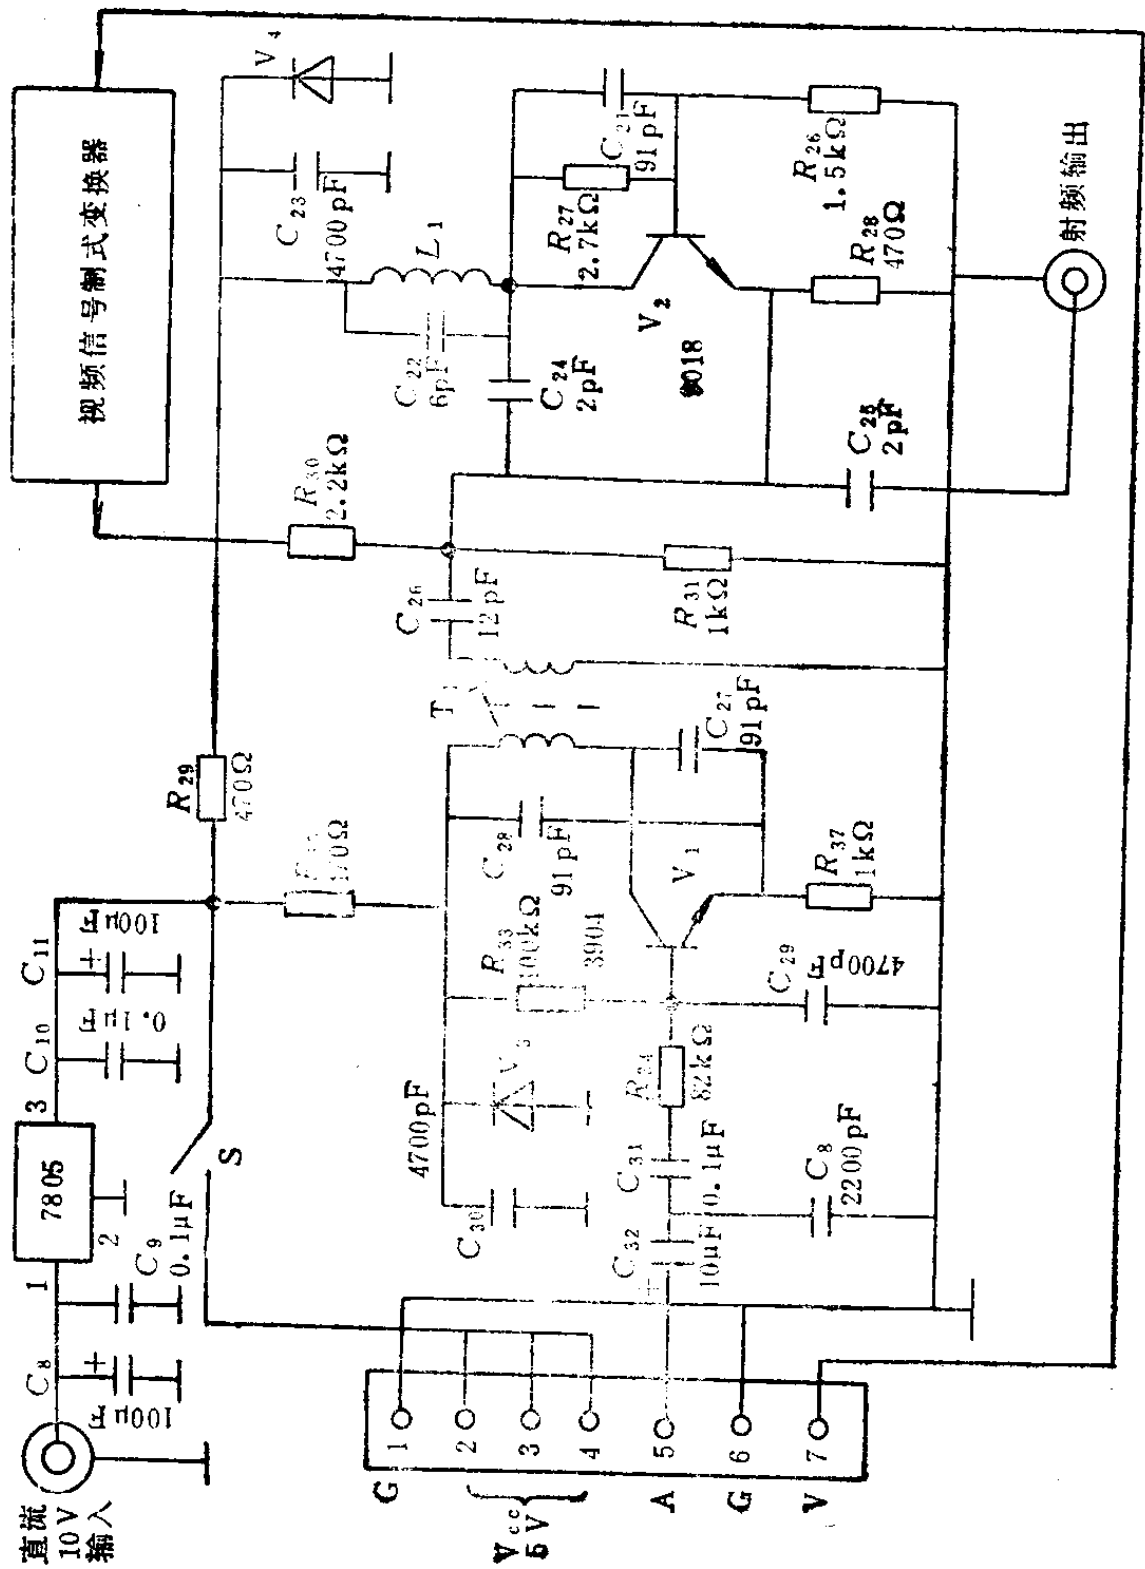 直流
10V
输入
C8
100μF
C9
0.1μF
1
7805
2
3
C10
0.1μF
C11
100μF
S
R29
470Ω
视频信号制式变换器
V4
C23
4700pF
L1
C22
6pF
C24
2pF
R27
2.7kΩ
C21
91pF
R26
1.5kΩ
R28
470Ω
V2
C25
2pF
射频输出
R30
2.2kΩ
R31
1kΩ
C26
12pF
C27
91pF
C28
91pF
V1
3904
R37
1kΩ
R33
100kΩ
C29
4700pF
R34
82kΩ
V3
4700pF
C30
C31
0.1μF
C32
10μF
C8
2200pF
G
Vcc
5V
A
G
V
1
2
3
4
5
6
7